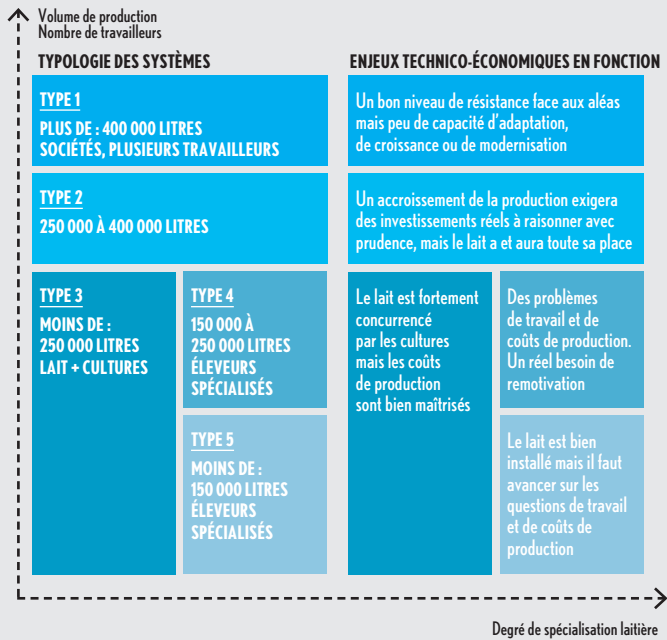 Volume de production
Nombre de travailleurs
TYPOLOGIE DES SYSTÈMES
TYPE 1
PLUS DE : 400 000 LITRES
SOCIÉTÉS, PLUSIEURS TRAVAILLEURS
TYPE 2
250 000 À 400 000 LITRES
TYPE 3
MOINS DE :
250 000 LITRES
LAIT + CULTURES
TYPE 4
150 000 À
250 000 LITRES
ÉLEVEURS
SPÉCIALISÉS
TYPE 5
MOINS DE :
150 000 LITRES
ÉLEVEURS
SPÉCIALISÉS
ENJEUX TECHNICO-ÉCONOMIQUES EN FONCTION
Un bon niveau de résistance face aux aléas
mais peu de capacité d'adaptation,
de croissance ou de modernisation
Un accroissement de la production exigera
des investissements réels à raisonner avec
prudence, mais le lait a et aura toute sa place
Le lait est fortement
concurrencé
par les cultures
mais les coûts
de production
sont bien maîtrisés
Des problèmes
de travail et de
coûts de production.
Un réel besoin de
remotivation
Le lait est bien
installé mais il faut
avancer sur les
questions de travail
et de coûts de
production
Degré de spécialisation laitière